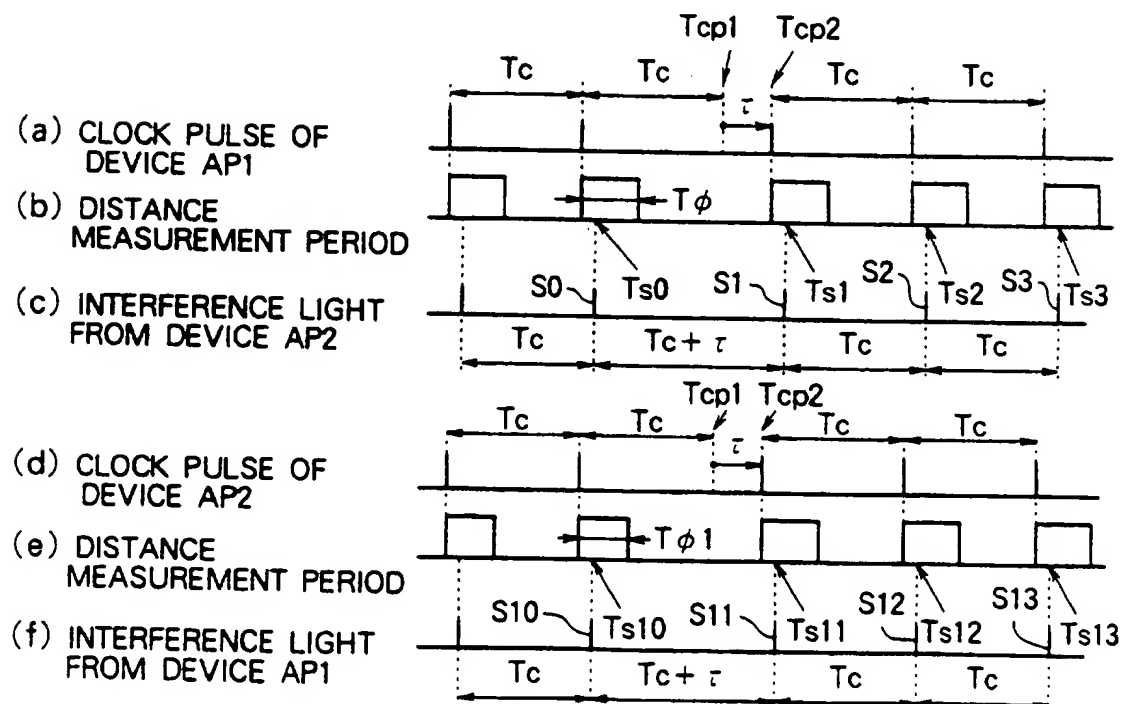 Tcp1 Tcp2
Tc Tc Tc Tc
τ
(a) CLOCK PULSE OF
DEVICE AP1
(b) DISTANCE
MEASUREMENT PERIOD
Tφ
S0 Ts0 S1 Ts1 S2 Ts2 S3 Ts3
(c) INTERFERENCE LIGHT
FROM DEVICE AP2
Tc Tc+τ Tc Tc
Tcp1 Tcp2
Tc Tc Tc Tc
τ
(d) CLOCK PULSE OF
DEVICE AP2
(e) DISTANCE
MEASUREMENT PERIOD
Tφ1
S10 Ts10 S11 Ts11 S12 Ts12 S13 Ts13
(f) INTERFERENCE LIGHT
FROM DEVICE AP1
Tc Tc+τ Tc Tc